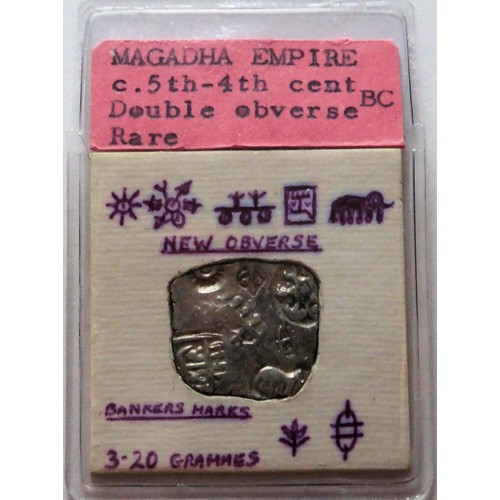 MAGADHA EMPIRE
c.5th-4th cent BC
Double obverse
Rare
NEW OBVERSE
BANKERS MARKS
3-20 GRAMMES